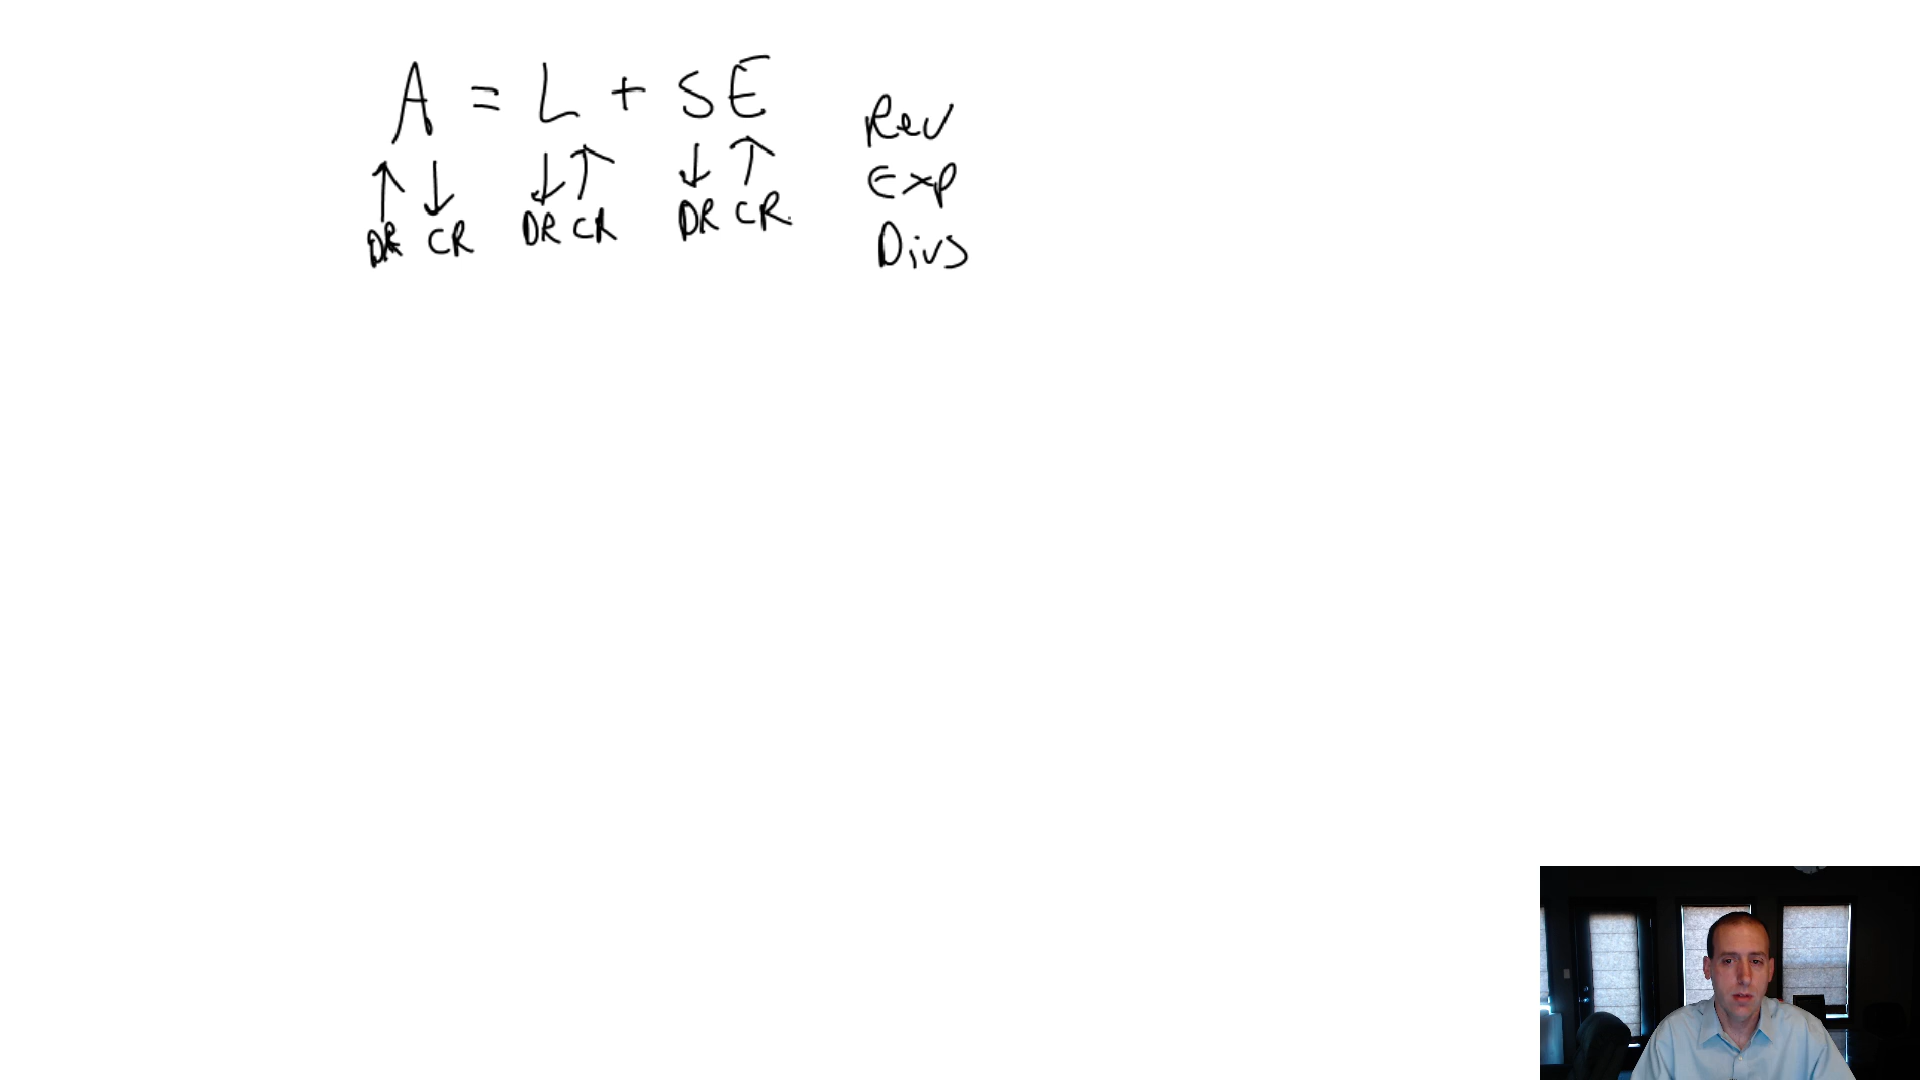 A = L + SE
↑ ↓ ↓ ↑ ↓ ↑
DR CR DR CR DR CR.
Rev
Exp
Divs